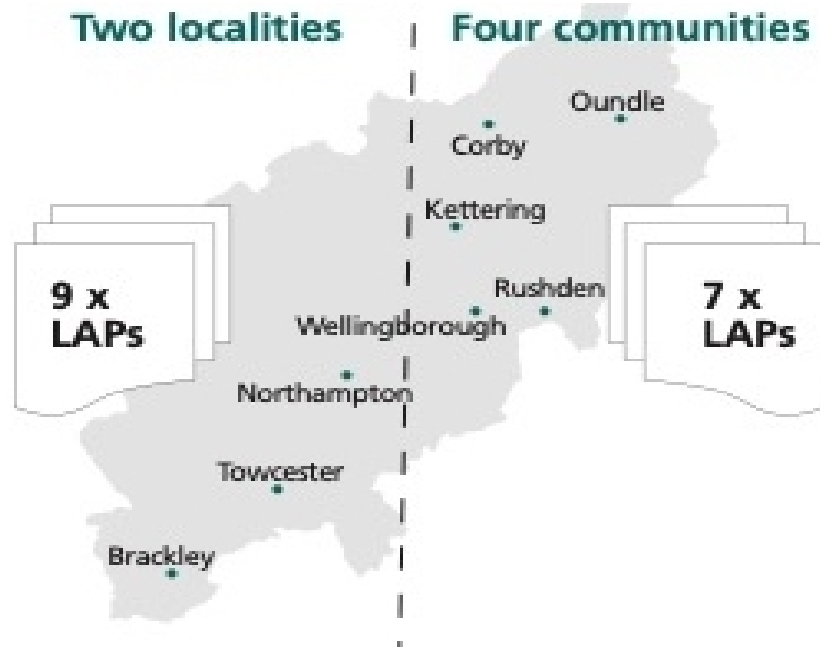 Two localities
Four communities
Oundle
Corby
Kettering
9 x
LAPs
Rushden
7 x
LAPs
Wellingborough
Northampton
Towcester
Brackley